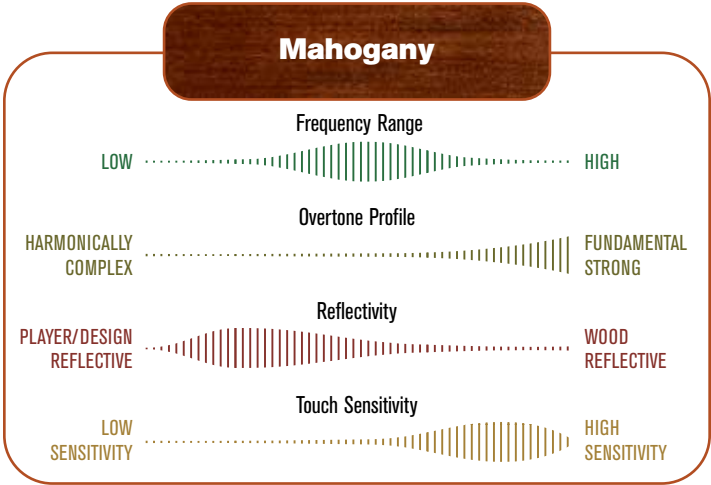 Mahogany
Frequency Range
LOW
HIGH
Overtone Profile
HARMONICALLY
COMPLEX
FUNDAMENTAL
STRONG
Reflectivity
PLAYER/DESIGN
REFLECTIVE
WOOD
REFLECTIVE
Touch Sensitivity
LOW
SENSITIVITY
HIGH
SENSITIVITY